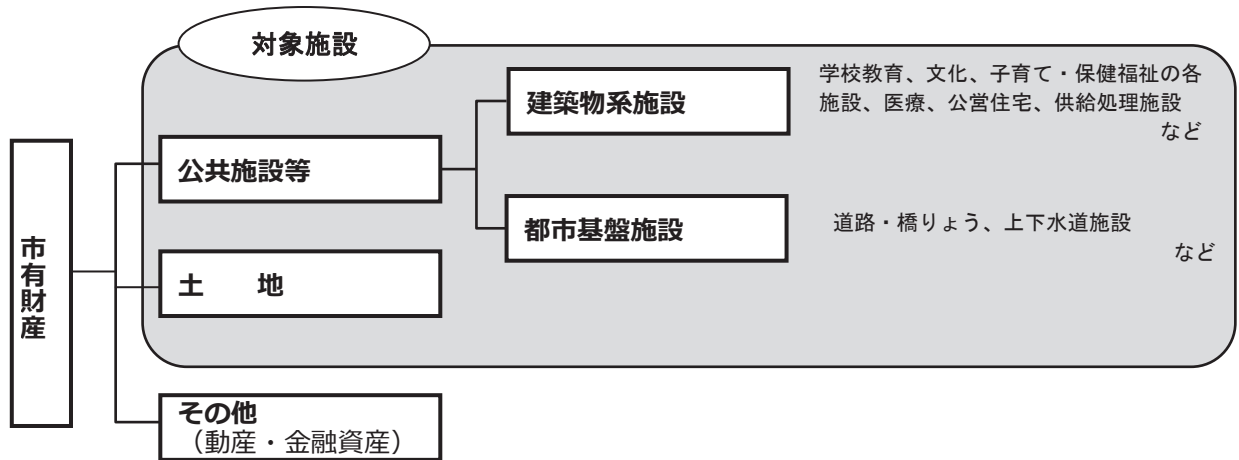 対象施設
市有財産
公共施設等
建築物系施設
学校教育、文化、子育て・保健福祉の各
施設、医療、公営住宅、供給処理施設
など
都市基盤施設
道路・橋りょう、上下水道施設
など
土　地
その他
（動産・金融資産）